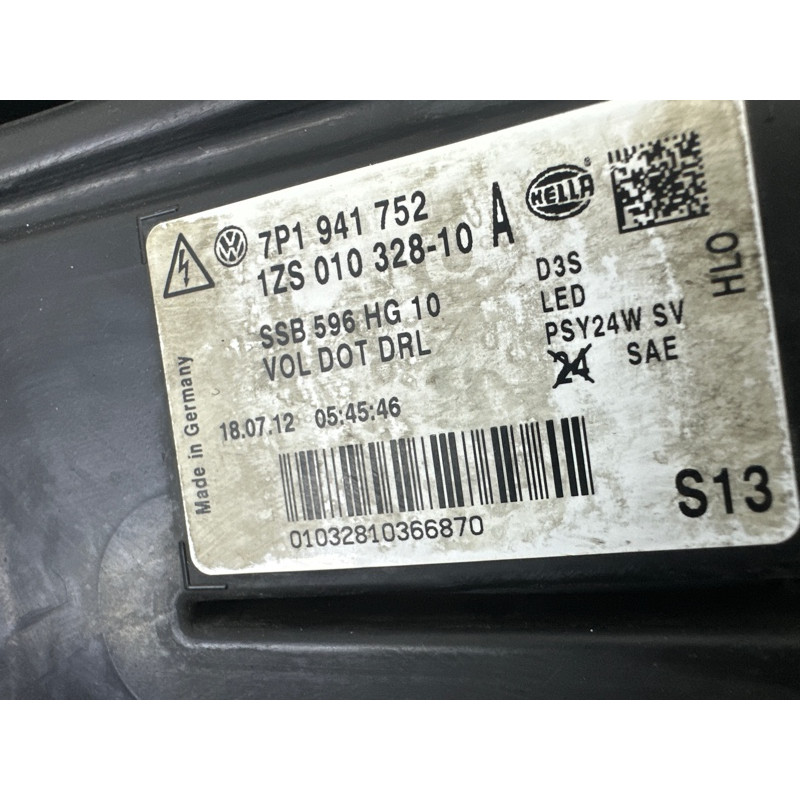 7P1 941 752
1ZS 010 328-10 A
HELLA
SSB 596 HG 10
VOL DOT DRL
D3S
LED
PSY24W SV
24 SAE
HLO
18.07.12 05:45:46
Made in Germany
01032810366870
S13